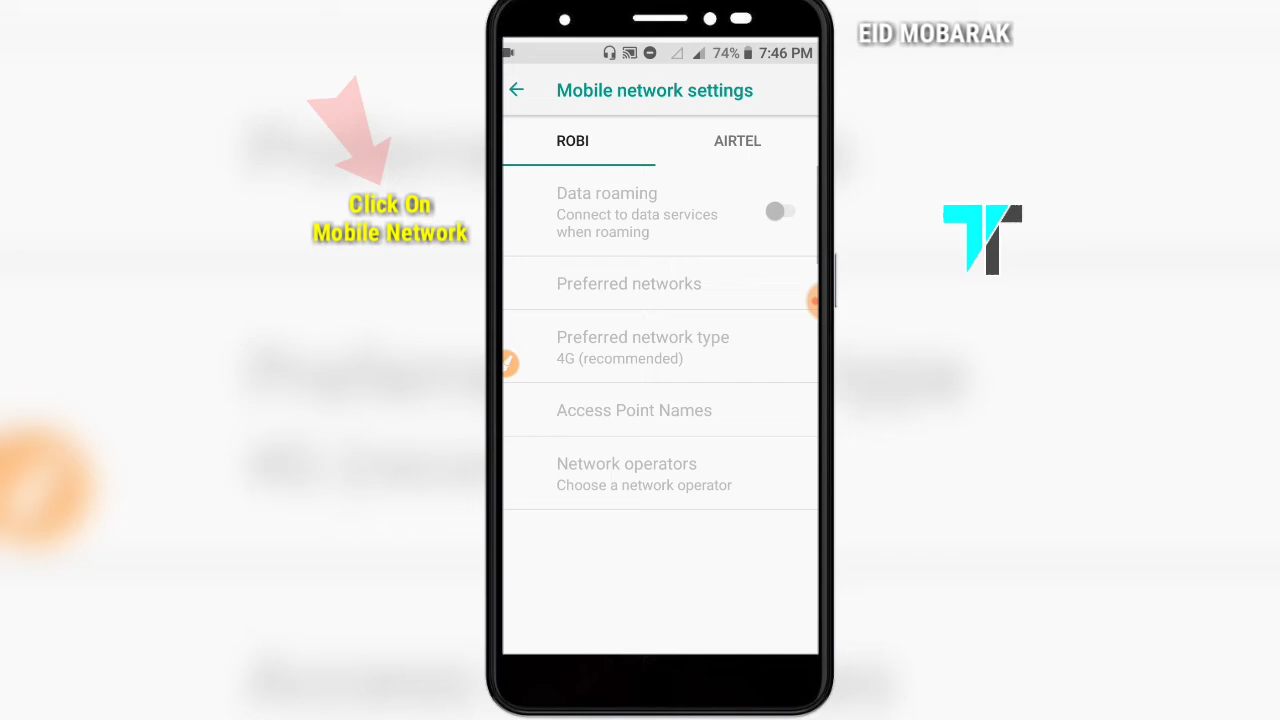 EID MOBARAK
74% 7:46 PM
Mobile network settings
ROBI AIRTEL
Data roaming
Connect to data services
when roaming
Click On
Mobile Network
Preferred networks
Preferred network type
4G (recommended)
Access Point Names
Network operators
Choose a network operator